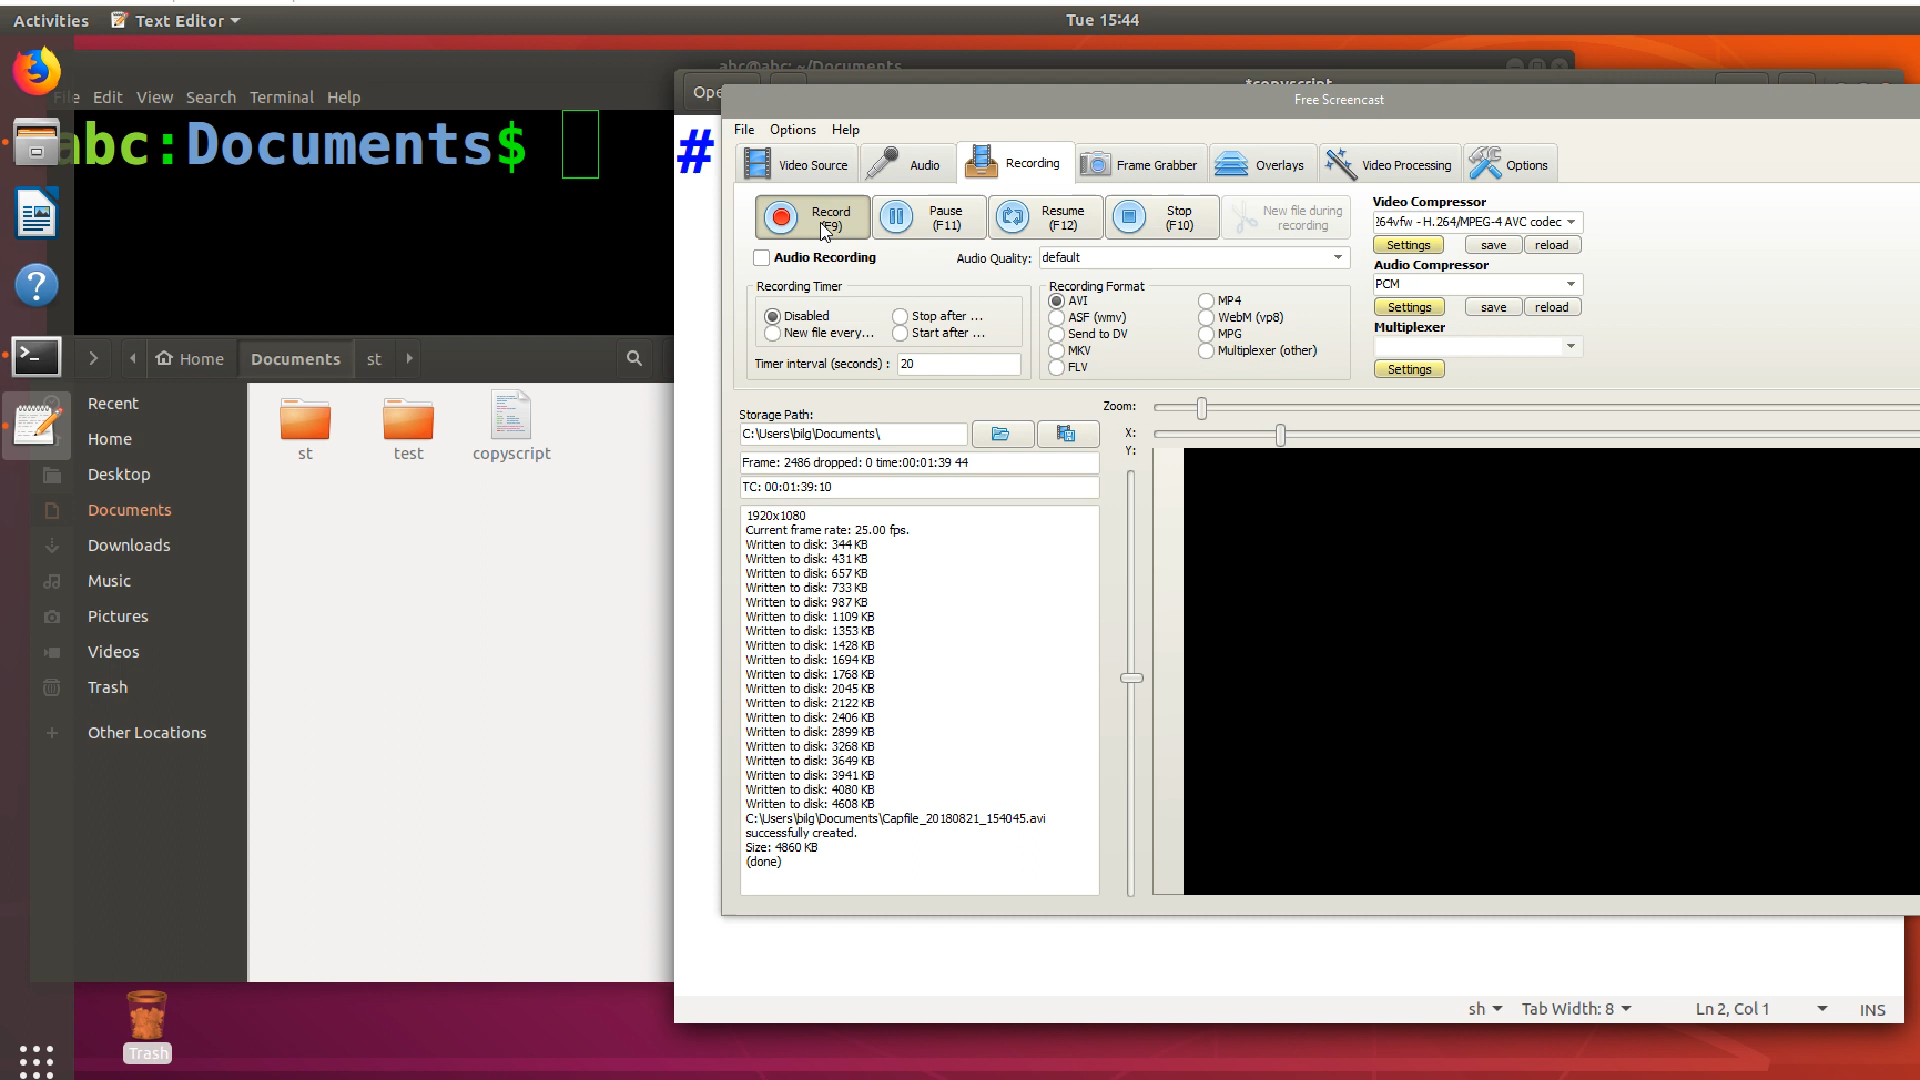 Activities
Text Editor
Tue 15:44
abc@abc: ~/Documents
File Edit View Search Terminal Help
abc:Documents$
*copyscript
#
Free Screencast
File Options Help
Video Source
Audio
Recording
Frame Grabber
Overlays
Video Processing
Options
Record
(F9)
Pause
(F11)
Resume
(F12)
Stop
(F10)
New file during
recording
Audio Recording
Audio Quality: default
Recording Timer
Disabled
Stop after ...
New file every...
Start after ...
Timer interval (seconds) : 20
Recording Format
AVI
MP4
ASF (wmv)
WebM (vp8)
Send to DV
MPG
MKV
Multiplexer (other)
FLV
Video Compressor
264vfw - H.264/MPEG-4 AVC codec
Settings save reload
Audio Compressor
PCM
Settings save reload
Multiplexer
Settings
Storage Path:
C:\Users\bilg\Documents\
Frame: 2486 dropped: 0 time:00:01:39 44
TC: 00:01:39:10
Zoom:
X:
Y:
1920x1080
Current frame rate: 25.00 fps.
Written to disk: 344 KB
Written to disk: 431 KB
Written to disk: 657 KB
Written to disk: 733 KB
Written to disk: 987 KB
Written to disk: 1109 KB
Written to disk: 1353 KB
Written to disk: 1428 KB
Written to disk: 1694 KB
Written to disk: 1768 KB
Written to disk: 2045 KB
Written to disk: 2122 KB
Written to disk: 2406 KB
Written to disk: 2899 KB
Written to disk: 3268 KB
Written to disk: 3649 KB
Written to disk: 3941 KB
Written to disk: 4080 KB
Written to disk: 4608 KB
C:\Users\bilg\Documents\Capfile_20180821_154045.avi
successfully created.
Size: 4860 KB
(done)
Home Documents st
Recent
Home
Desktop
Documents
Downloads
Music
Pictures
Videos
Trash
Other Locations
st
test
copyscript
Trash
sh
Tab Width: 8
Ln 2, Col 1
INS